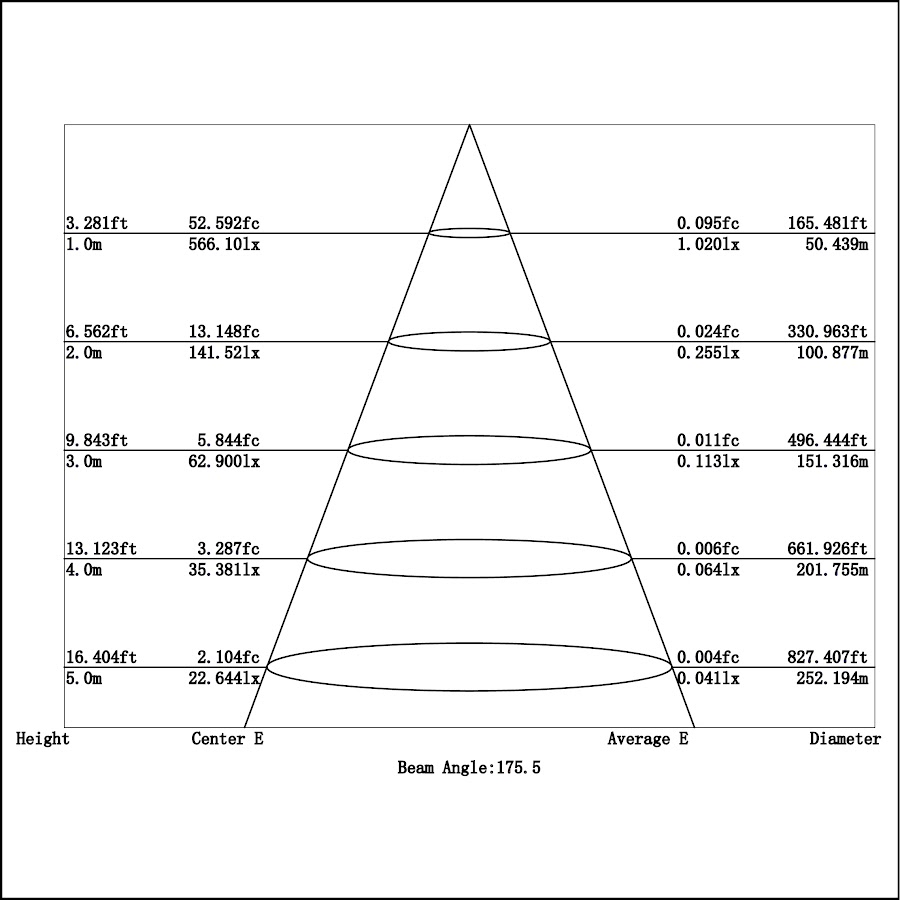 3.281ft 52.592fc 0.095fc 165.481ft
1.0m 566.10lx 1.020lx 50.439m
6.562ft 13.148fc 0.024fc 330.963ft
2.0m 141.52lx 0.255lx 100.877m
9.843ft 5.844fc 0.011fc 496.444ft
3.0m 62.900lx 0.113lx 151.316m
13.123ft 3.287fc 0.006fc 661.926ft
4.0m 35.381lx 0.064lx 201.755m
16.404ft 2.104fc 0.004fc 827.407ft
5.0m 22.644lx 0.041lx 252.194m
Height Center E Average E Diameter
Beam Angle:175.5